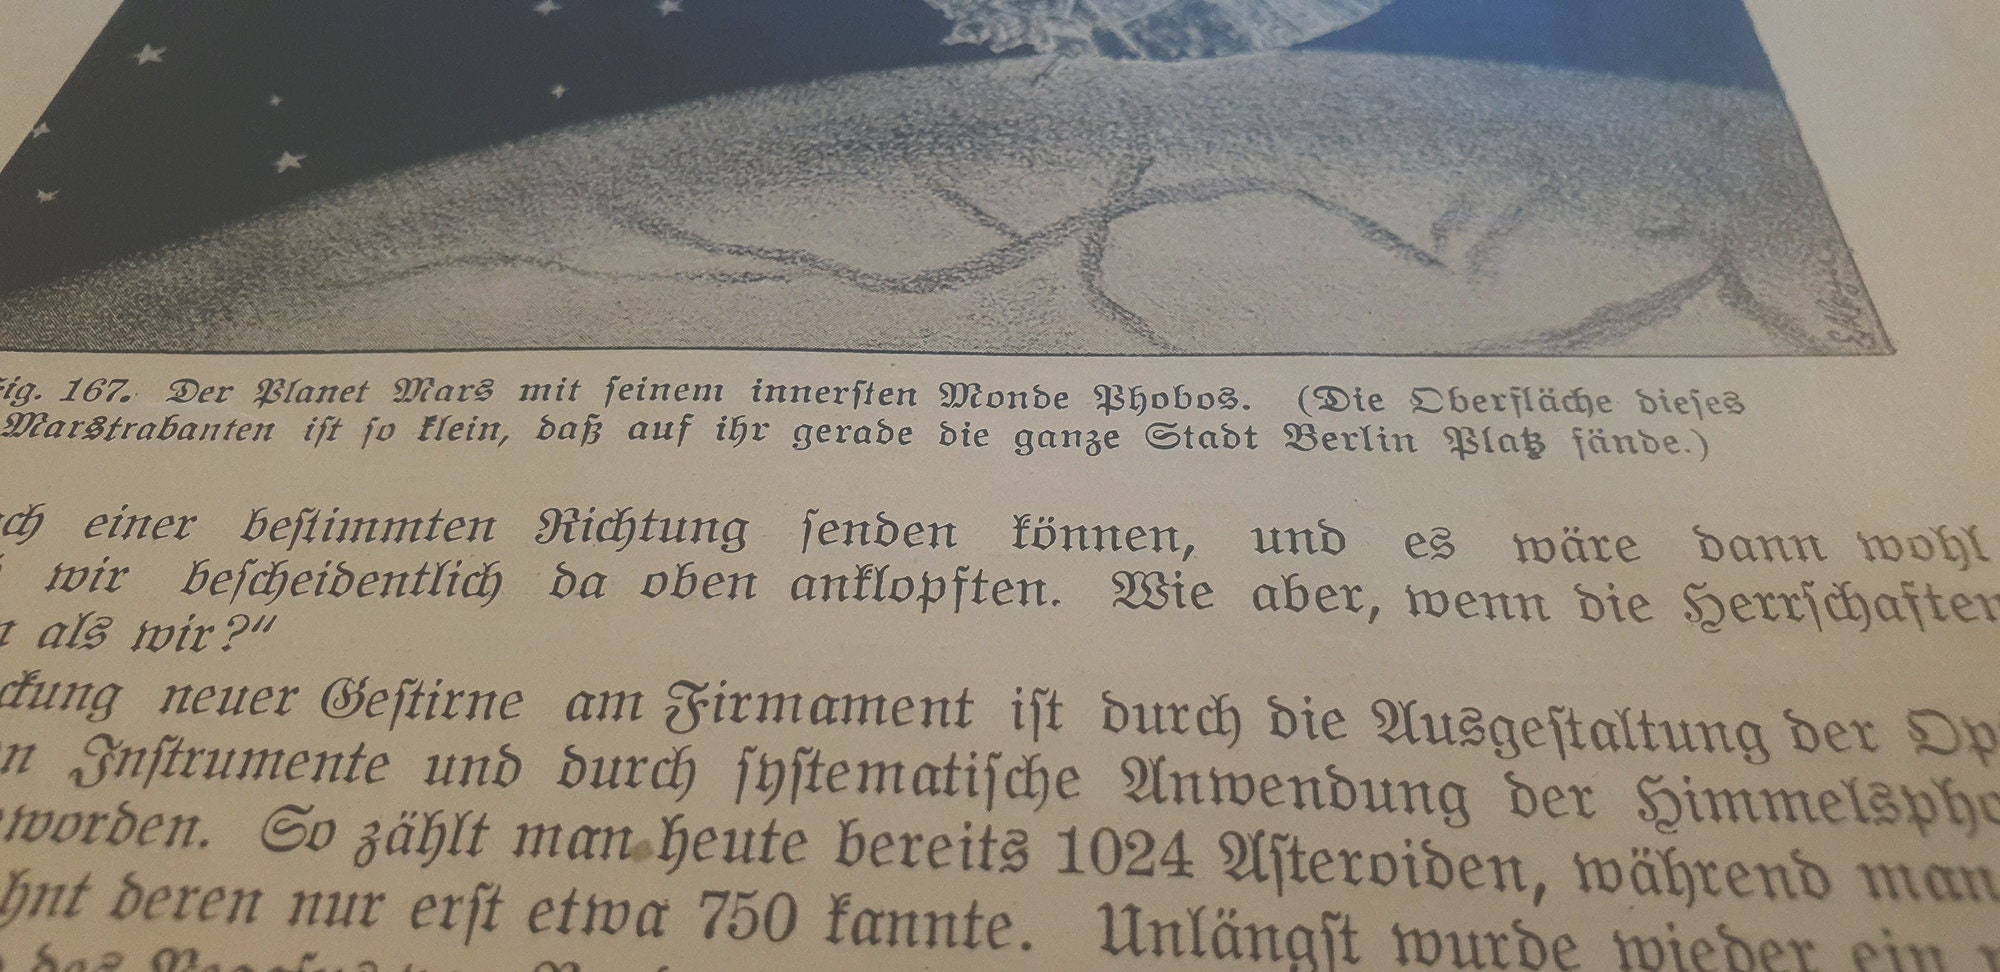 ig. 167. Der Planet Mars mit ſeinem innerſten Monde Phobos. (Die Oberfläche dieſes
Marstrabanten iſt ſo klein, daß auf ihr gerade die ganze Stadt Berlin Platz fände.)
ch einer beſtimmten Richtung ſenden können, und es wäre dann wohl
wir beſcheidentlich da oben anklopften. Wie aber, wenn die Herrſchaften
als wir?“
ckung neuer Geſtirne am Firmament iſt durch die Ausgeſtaltung der Op
n Inſtrumente und durch ſyſtematiſche Anwendung der Himmelspho
worden. So zählt man heute bereits 1024 Aſteroiden, während man
hnt deren nur erſt etwa 750 kannte. Unlängſt wurde wieder ein
des